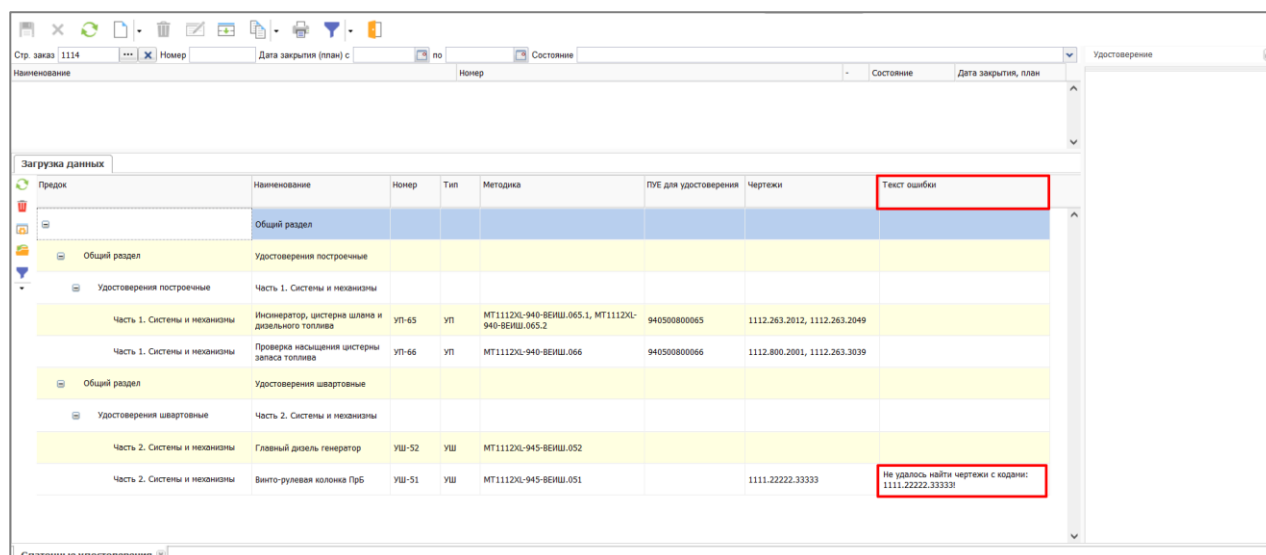 Стр. заказ 1114 ... X Номер Дата закрытия (план) с по Состояние Удостоверение
Наименование Номер - Состояние Дата закрытия, план
Загрузка данных
Предок Наименование Номер Тип Методика ПУЕ для удостоверения Чертежи Текст ошибки
Общий раздел
Общий раздел Удостоверения построечные
Удостоверения построечные Часть 1. Системы и механизмы
Часть 1. Системы и механизмы Инсинератор, цистерна шлама и УП-65 УП МТ1112XL-940-ВЕИШ.065.1, МТ1112XL- 940500800065 1112.263.2012, 1112.263.2049
дизельного топлива 940-ВЕИШ.065.2
Часть 1. Системы и механизмы Проверка насыщения цистерны УП-66 УП МТ1112XL-940-ВЕИШ.066 940500800066 1112.800.2001, 1112.263.3039
запаса топлива
Общий раздел Удостоверения швартовные
Удостоверения швартовные Часть 2. Системы и механизмы
Часть 2. Системы и механизмы Главный дизель генератор УШ-52 УШ МТ1112XL-945-ВЕИШ.052
Часть 2. Системы и механизмы Винто-рулевая колонка ПрБ УШ-51 УШ МТ1112XL-945-ВЕИШ.051 1111.22222.33333 Не удалось найти чертежи с кодами:
1111.22222.33333!